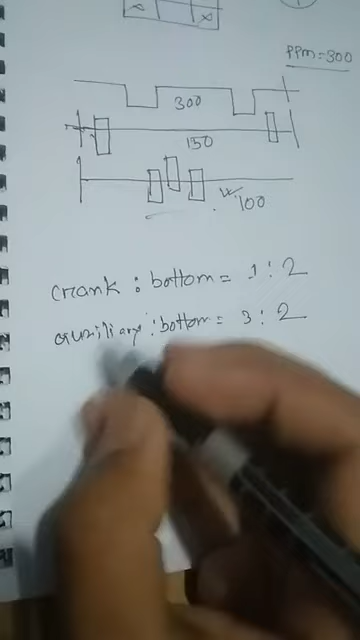 PPm=300
300
150
100
crank : bottom = 1 : 2
auxiliary : bottom = 3 : 2